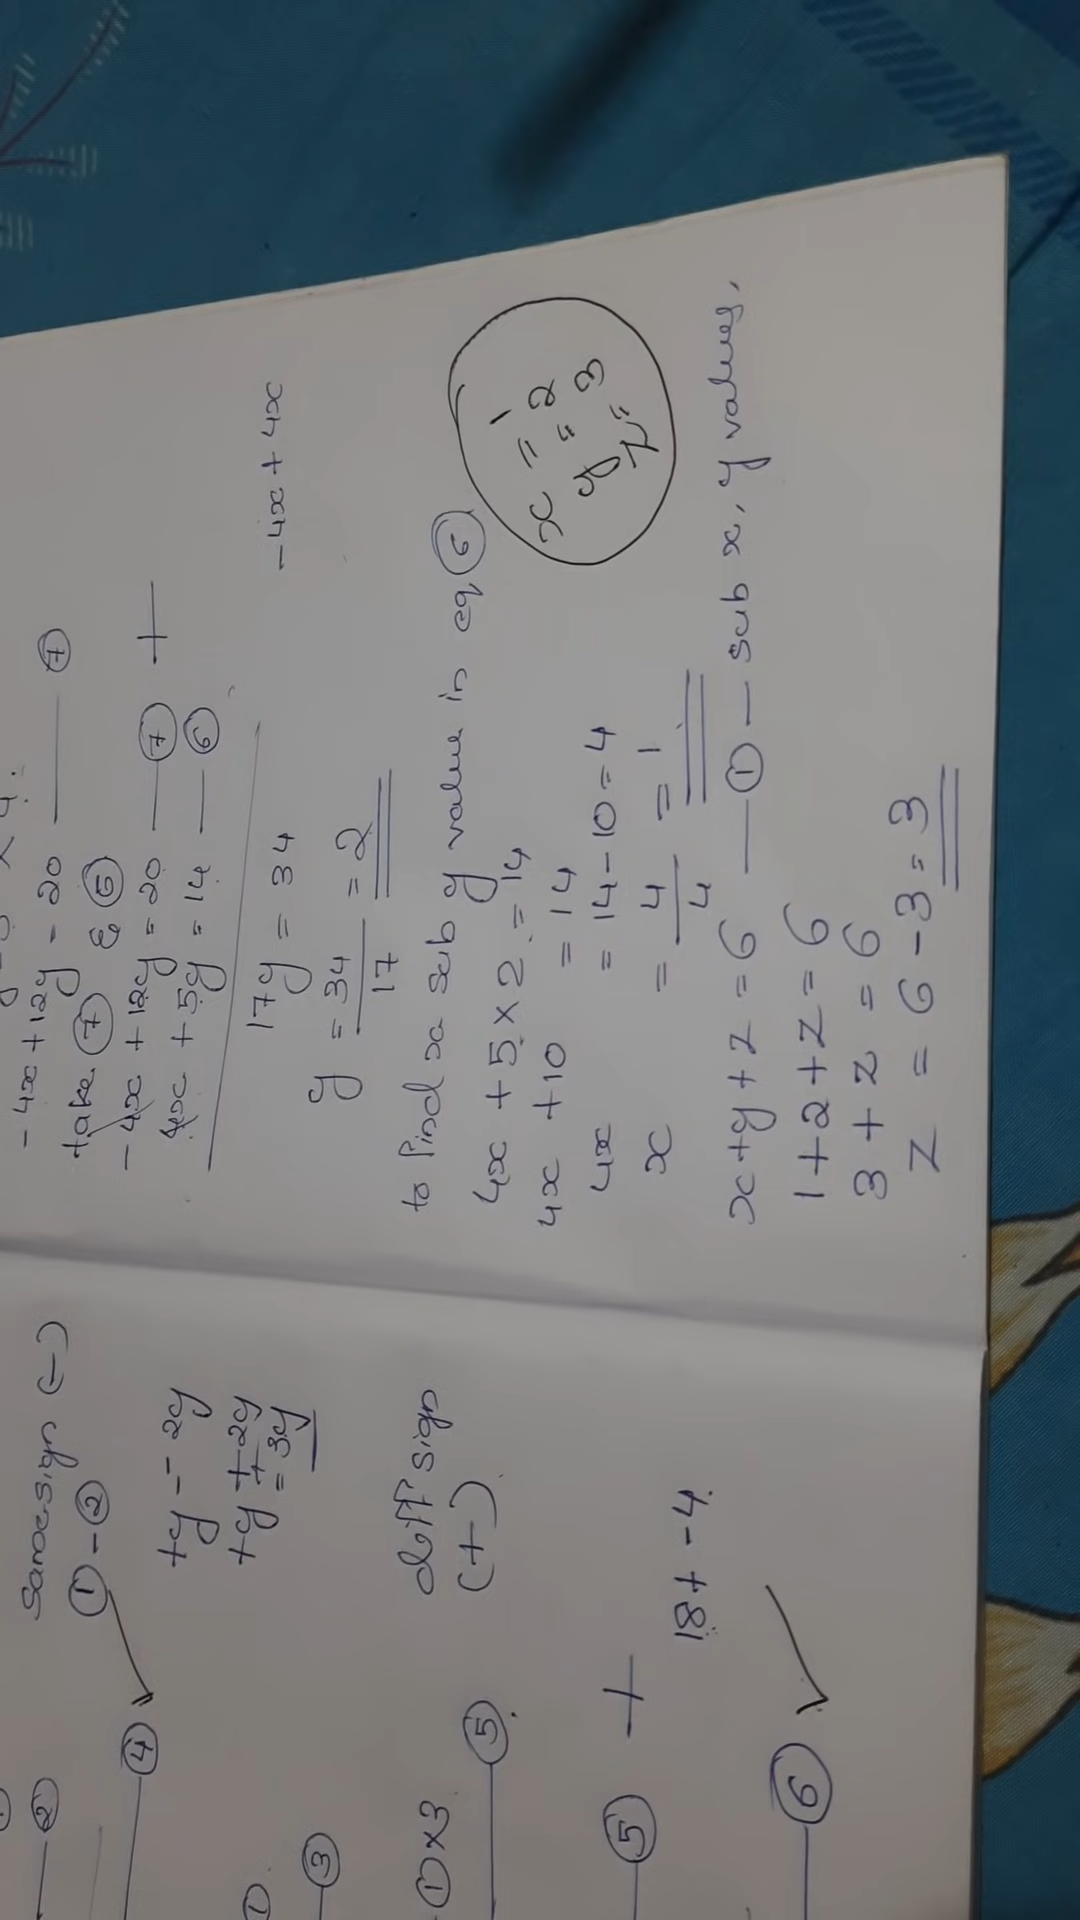 Same sign (-)
① - ②
②
④
+y - -2y
+y + +2y
= 3y
③
diff sign
(+)
① × 3
⑤
⑤ +
18 + -4
⑥
-4x + 12y = 20 ⑦
take ⑦ & ⑥
-4x + 12y = 20 ⑦ +
4x + 5y = 14 ⑥
-4x + 4x
17y = 34
y = 34/17 = 2
to find x sub y value in eq ⑥
4x + 5 × 2 = 14
4x + 10 = 14
4x = 14 - 10 = 4
x = 4/4 = 1
x = 1
y = 2
z = 3
x + y + z = 6 ① sub x, y values,
1 + 2 + z = 6
3 + z = 6
z = 6 - 3 = 3